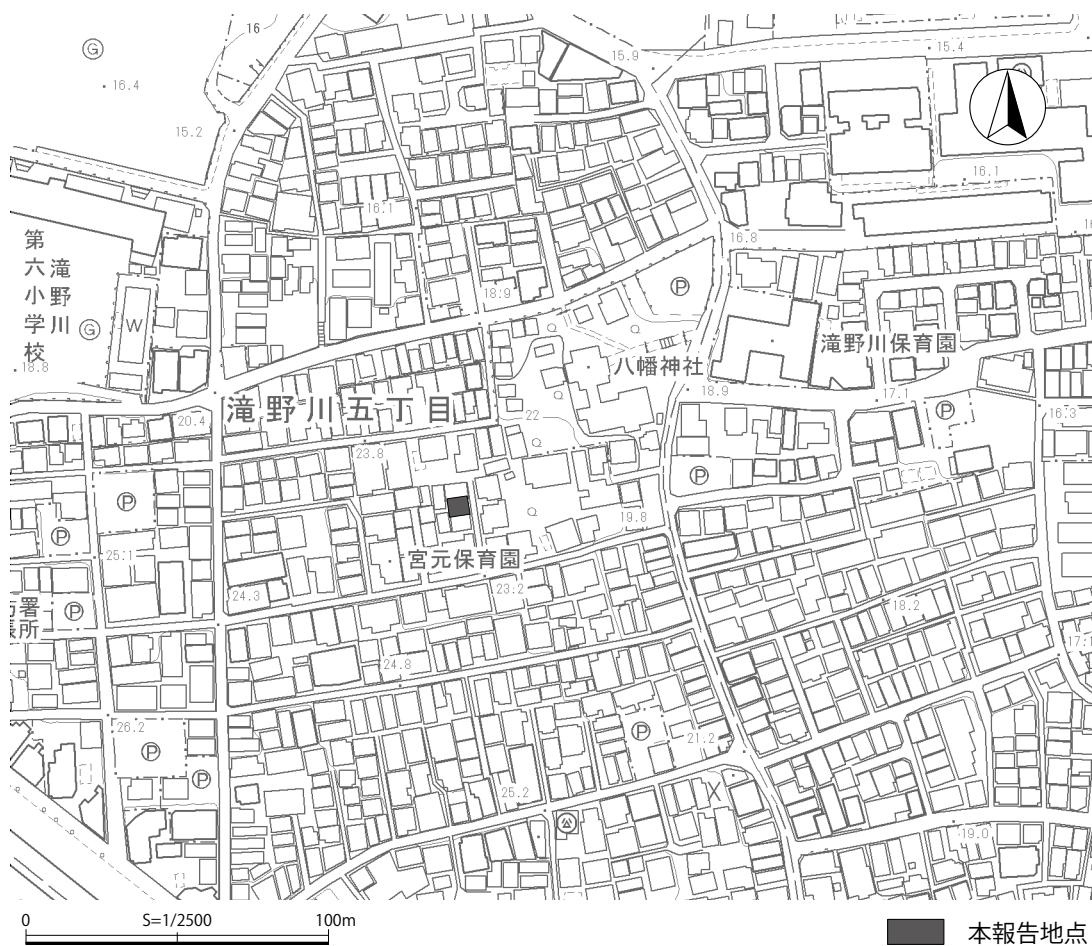 16
G
16.4
15.2
15.9
15.4
16.1
16.1
16.8
18.9
P
W
G
第六小学校
滝野川
18.8
20.4
滝野川五丁目
八幡神社
滝野川保育園
18.9
17.1
P
16.3
22
23.8
P
P
P
25.1
19.8
宮元保育園
23.2
24.3
P
18.2
24.8
26.2
P
P
P
21.2
25.2
19.0
0
S=1/2500
100m
本報告地点